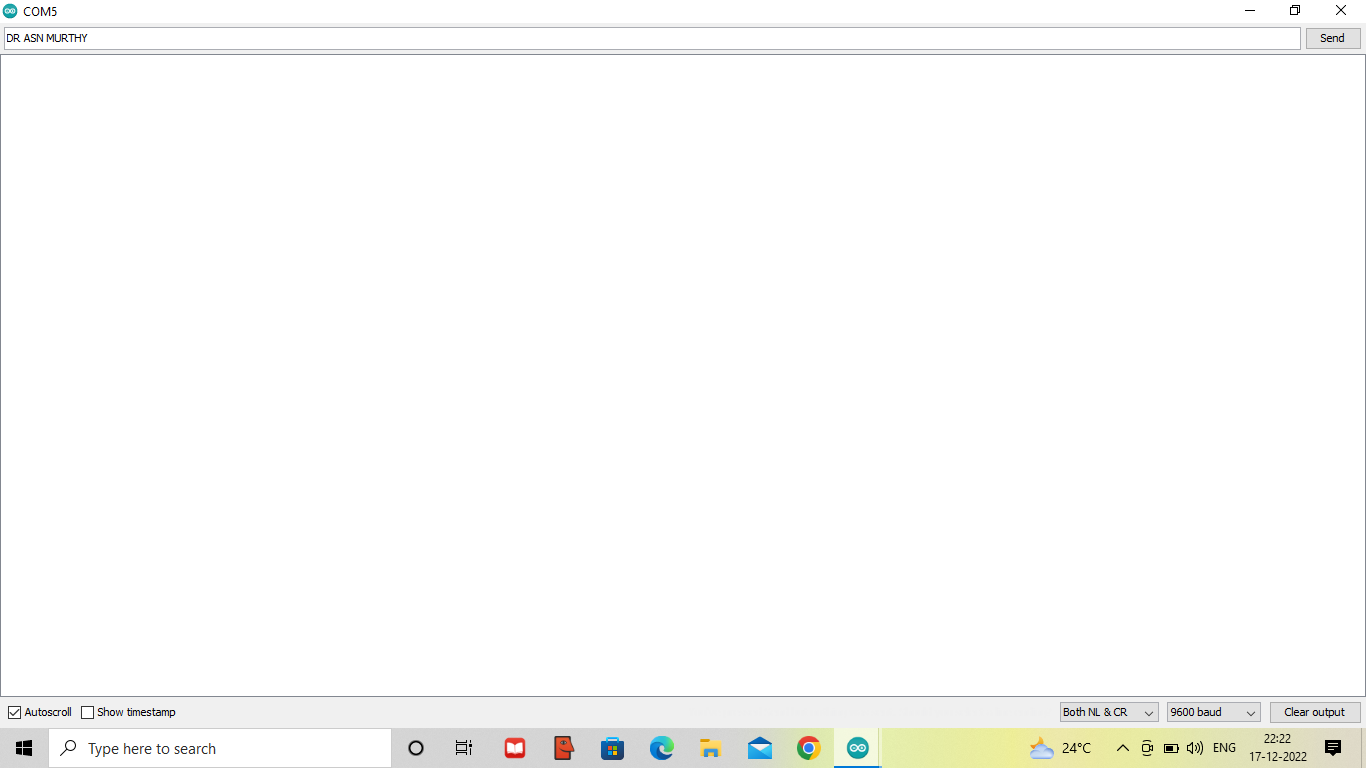 COM5
DR ASN MURTHY
Send
Autoscroll
Show timestamp
Both NL & CR
9600 baud
Clear output
Type here to search
24°C
ENG
22:22
17-12-2022